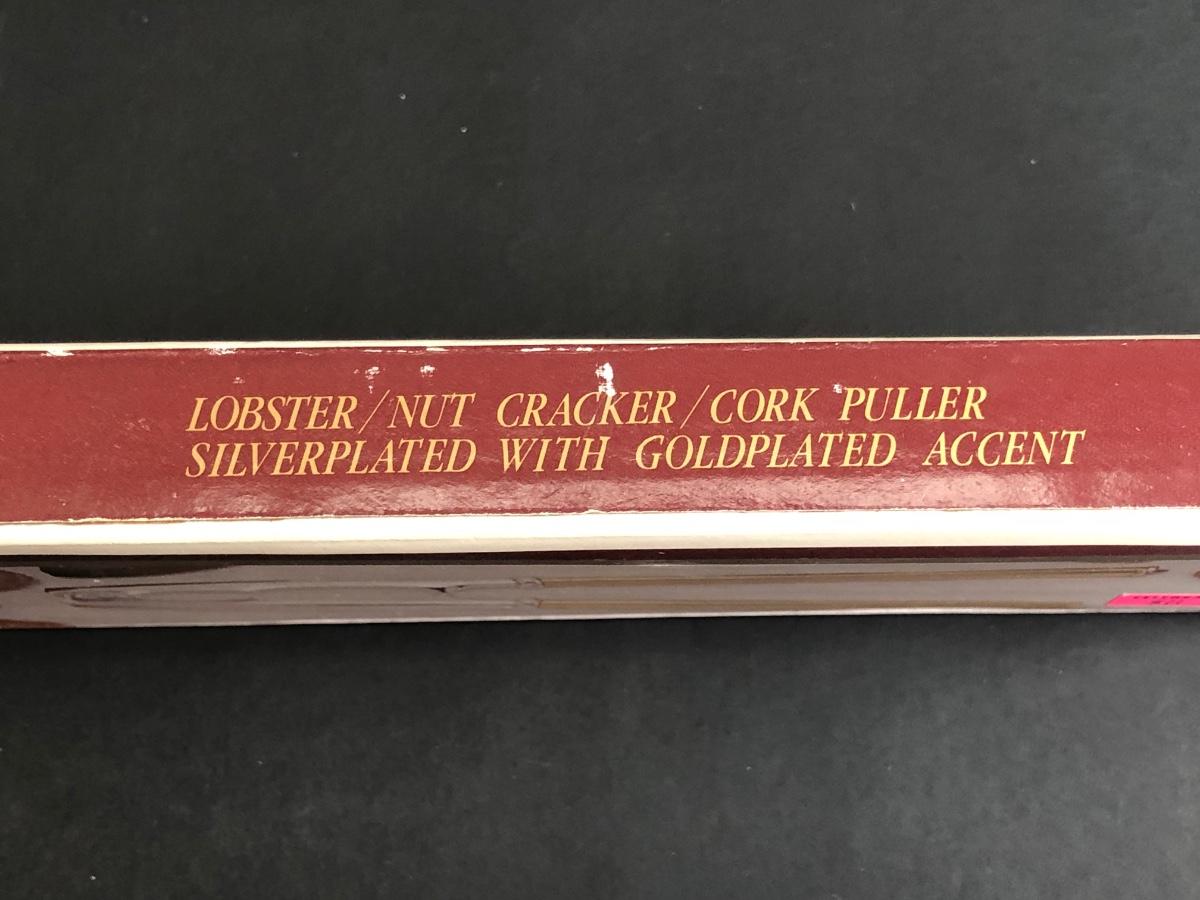 LOBSTER/NUT CRACKER/CORK PULLER
SILVERPLATED WITH GOLDPLATED ACCENT